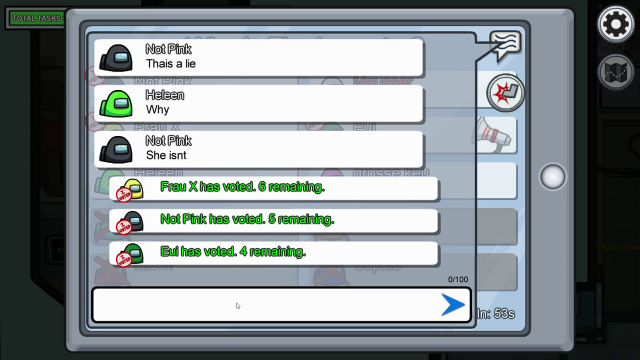 TOTAL TASKS
Not Pink
Thais a lie
Heleen
Why
Not Pink
She isnt
Frau X has voted. 6 remaining.
Not Pink has voted. 5 remaining.
Eui has voted. 4 remaining.
0/100
In: 53s